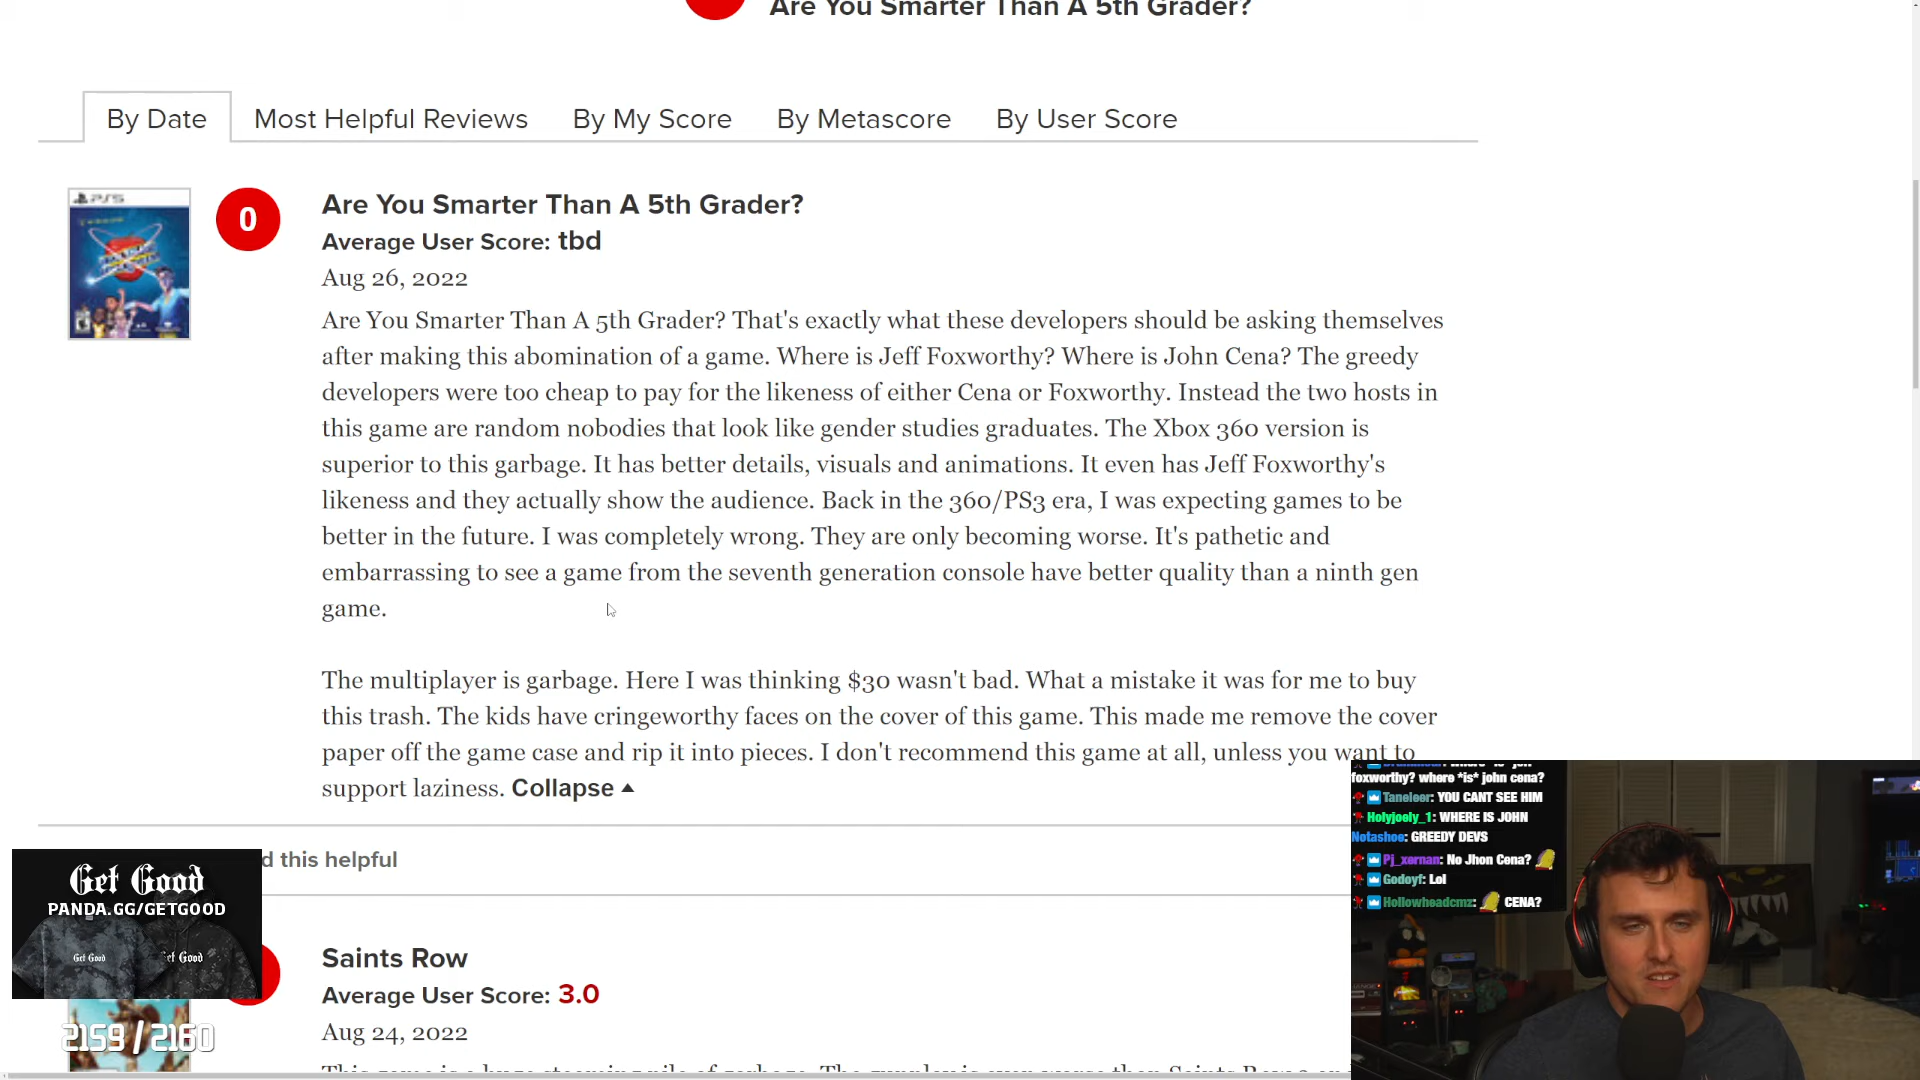 Are You Smarter Than A 5th Grader?
By Date Most Helpful Reviews By My Score By Metascore By User Score
PS5
0
Are You Smarter Than A 5th Grader?
Average User Score: tbd
Aug 26, 2022
Are You Smarter Than A 5th Grader? That's exactly what these developers should be asking themselves
after making this abomination of a game. Where is Jeff Foxworthy? Where is John Cena? The greedy
developers were too cheap to pay for the likeness of either Cena or Foxworthy. Instead the two hosts in
this game are random nobodies that look like gender studies graduates. The Xbox 360 version is
superior to this garbage. It has better details, visuals and animations. It even has Jeff Foxworthy's
likeness and they actually show the audience. Back in the 360/PS3 era, I was expecting games to be
better in the future. I was completely wrong. They are only becoming worse. It's pathetic and
embarrassing to see a game from the seventh generation console have better quality than a ninth gen
game.
The multiplayer is garbage. Here I was thinking $30 wasn't bad. What a mistake it was for me to buy
this trash. The kids have cringeworthy faces on the cover of this game. This made me remove the cover
paper off the game case and rip it into pieces. I don't recommend this game at all, unless you want to
support laziness. Collapse
this helpful
Get Good
PANDA.GG/GETGOOD
Get Good
Get Good
2159/2160
Saints Row
Average User Score: 3.0
Aug 24, 2022
foxworthy? where *is* john cena?
Taneleer: YOU CANT SEE HIM
Holyjoely_1: WHERE IS JOHN
Notashoe: GREEDY DEVS
Pj_xernan: No Jhon Cena?
Godoyf: Lol
Hollowheadcmz: CENA?